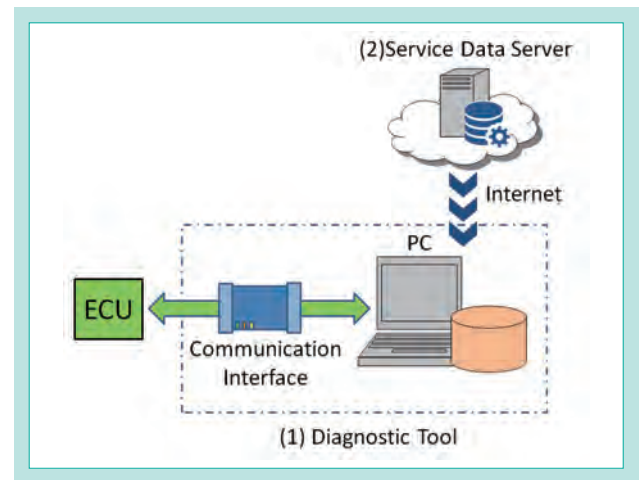 (2)Service Data Server
Internet
PC
ECU
Communication
Interface
(1) Diagnostic Tool